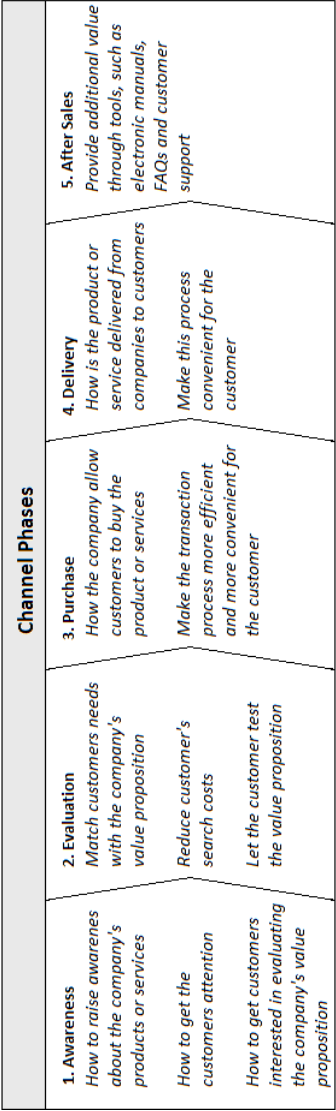 Channel Phases
1. Awareness
How to raise awarenes
about the company's
products or services
How to get the
customers attention
How to get customers
interested in evaluating
the company's value
proposition
2. Evaluation
Match customers needs
with the company's
value proposition
Reduce customer's
search costs
Let the customer test
the value proposition
3. Purchase
How the company allow
customers to buy the
product or services
Make the transaction
process more efficient
and more convenient for
the customer
4. Delivery
How is the product or
service delivered from
companies to customers
Make this process
convenient for the
customer
5. After Sales
Provide additional value
through tools, such as
electronic manuals,
FAQs and customer
support